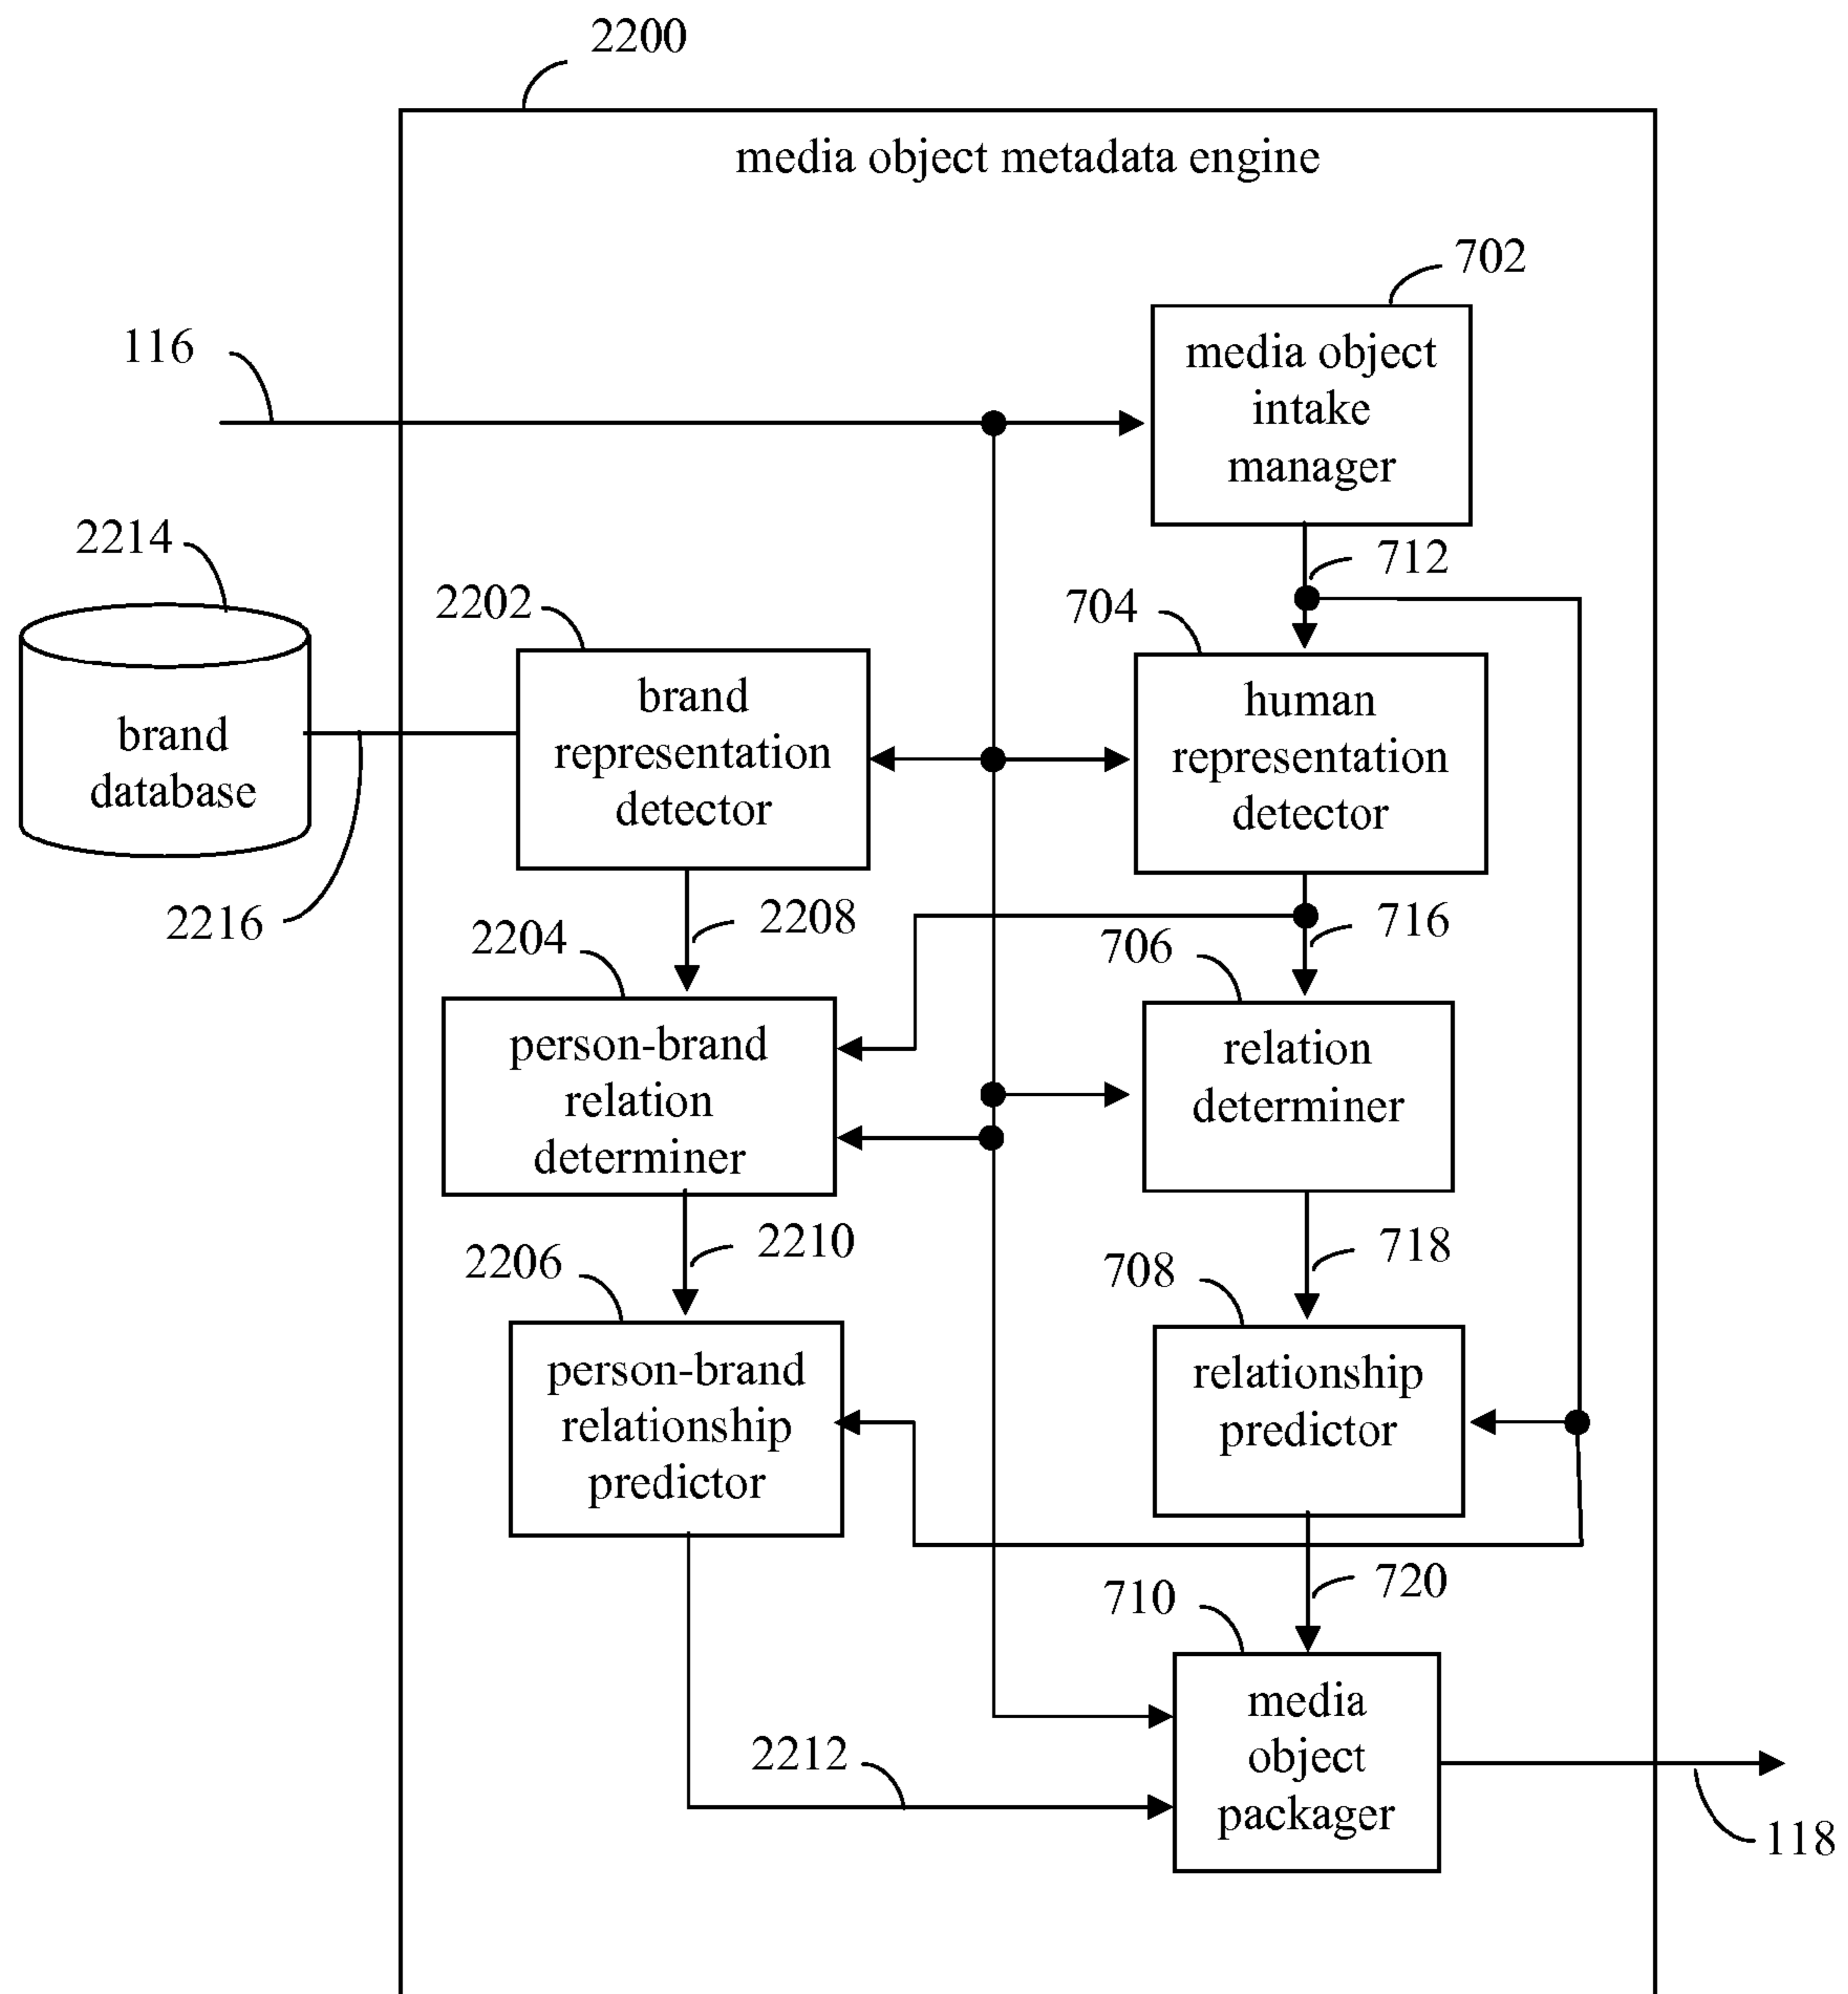 2200
media object metadata engine
702
116
media object
intake
manager
2214
712
2202
704
brand
database
brand
representation
detector
human
representation
detector
2216
2208
716
2204
706
person-brand
relation
determiner
relation
determiner
2210
718
2206
708
person-brand
relationship
predictor
relationship
predictor
720
710
2212
media
object
packager
118